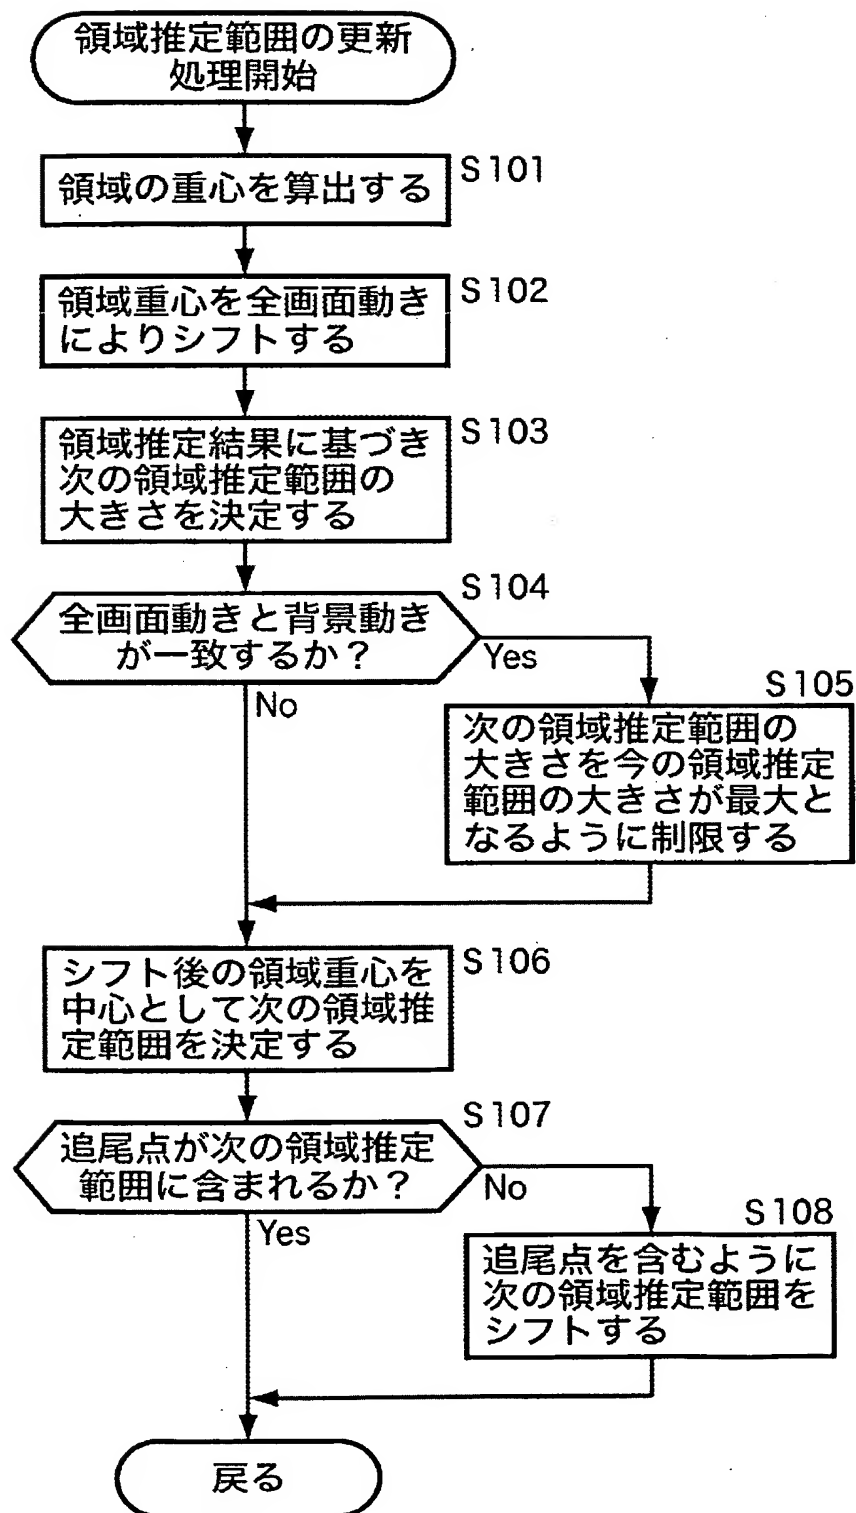 領域推定範囲の更新
処理開始
S101
領域の重心を算出する
S102
領域重心を全画面動き
によりシフトする
S103
領域推定結果に基づき
次の領域推定範囲の
大きさを決定する
S104
全画面動きと背景動き
が一致するか？
Yes
No
S105
次の領域推定範囲の
大きさを今の領域推定
範囲の大きさが最大と
なるように制限する
S106
シフト後の領域重心を
中心として次の領域推
定範囲を決定する
S107
追尾点が次の領域推定
範囲に含まれるか？
No
Yes
S108
追尾点を含むように
次の領域推定範囲を
シフトする
戻る